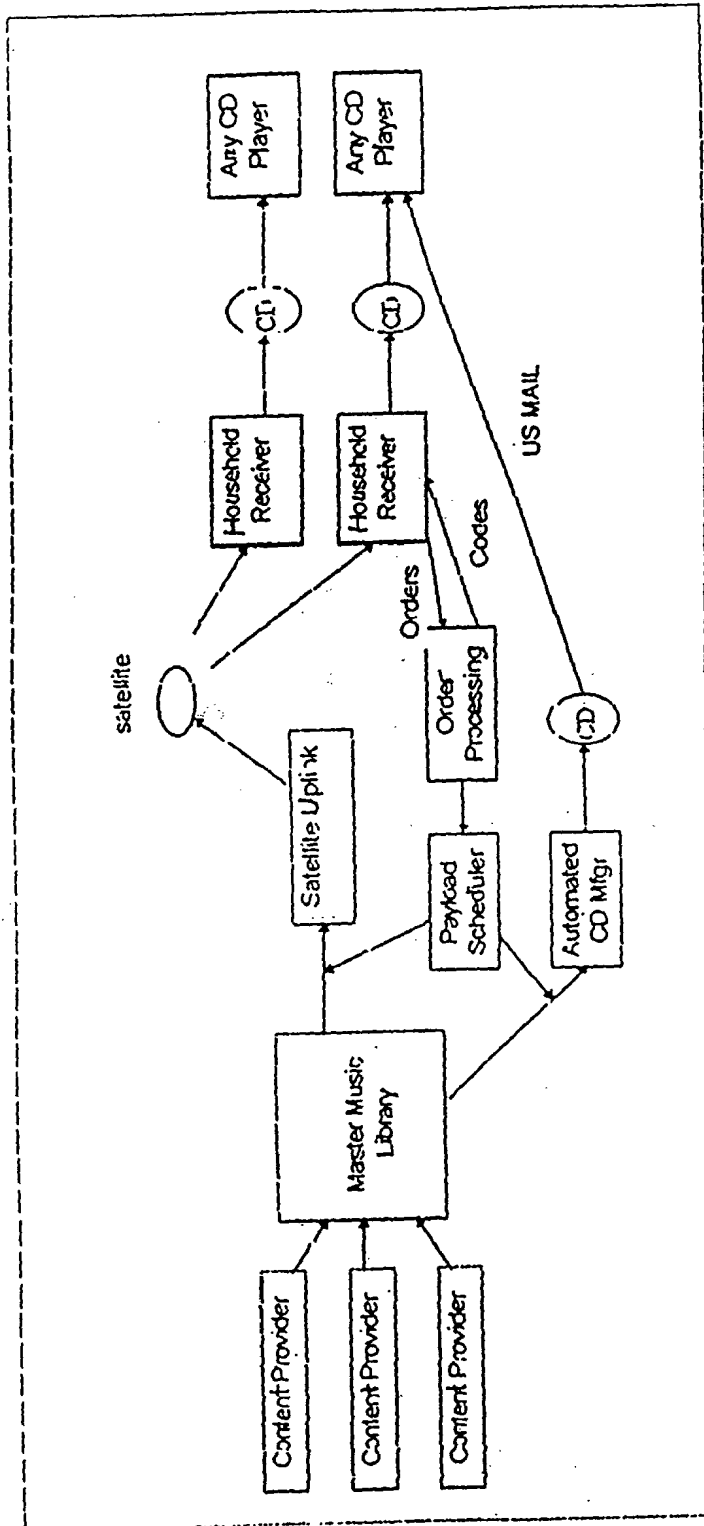 Content Provider
Content Provider
Content Provider
Master Music
Library
Satellite Uplink
satellite
Payload
Scheduler
Order
Processing
Orders
Codes
Automated
CD Mfgr
CD
US MAIL
Household
Receiver
Household
Receiver
CD
CD
Any CD
Player
Any CD
Player